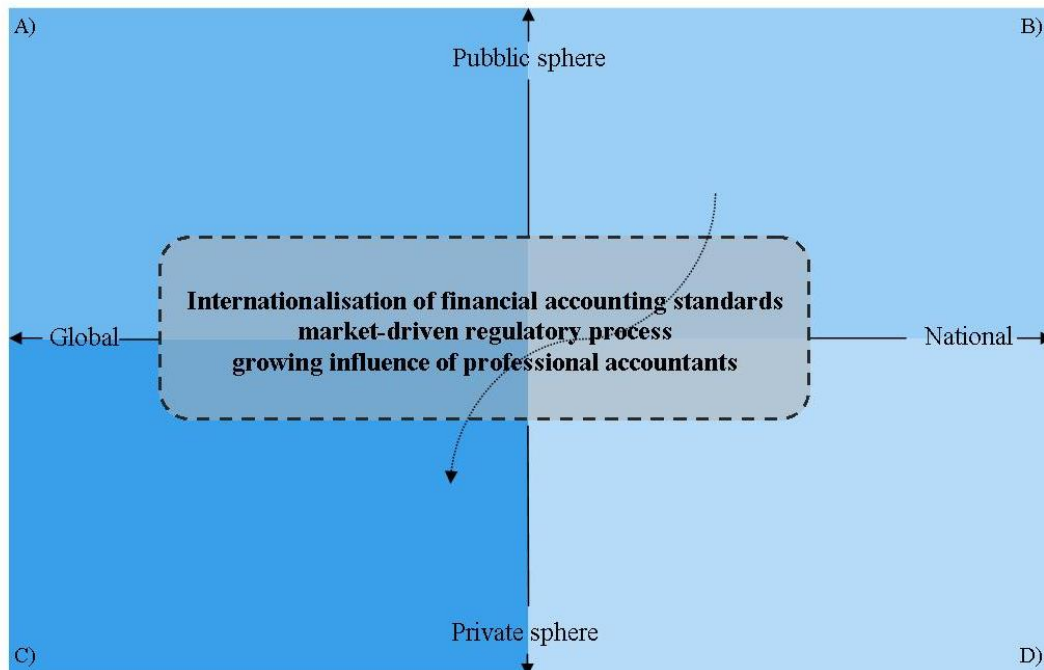 A)
B)
Pubblic sphere
Internationalisation of financial accounting standards
market-driven regulatory process
growing influence of professional accountants
Global
National
Private sphere
C)
D)